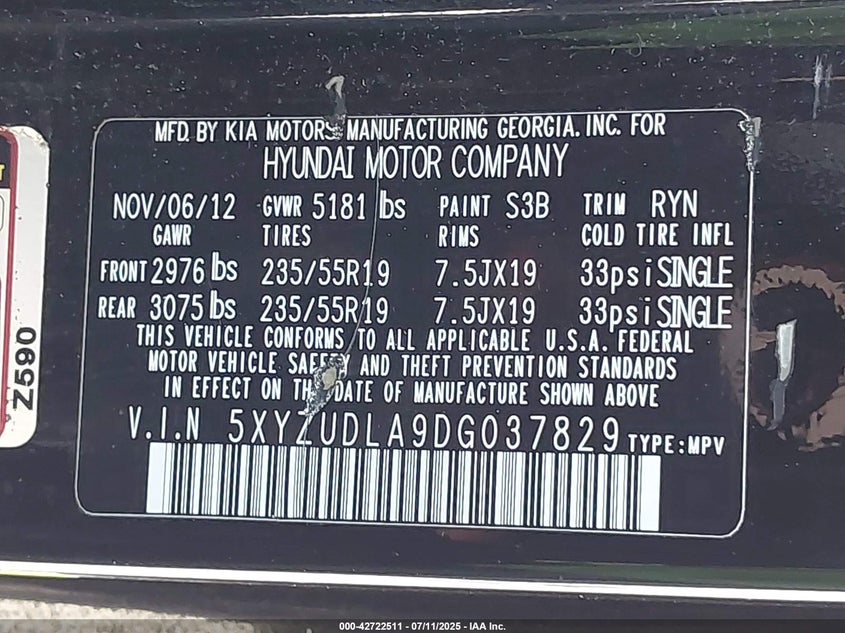 MFD. BY KIA MOTORS MANUFACTURING GEORGIA. INC. FOR
HYUNDAI MOTOR COMPANY
NOV/06/12 GVWR 5181 lbs PAINT S3B TRIM RYN
GAWR TIRES RIMS COLD TIRE INFL
FRONT 2976 lbs 235/55R19 7.5JX19 33psi SINGLE
REAR 3075 lbs 235/55R19 7.5JX19 33psi SINGLE
THIS VEHICLE CONFORMS TO ALL APPLICABLE U.S.A. FEDERAL
MOTOR VEHICLE SAFETY AND THEFT PREVENTION STANDARDS
IN EFFECT ON THE DATE OF MANUFACTURE SHOWN ABOVE
V.I.N 5XYZUDLA9DG037829 TYPE:MPV
Z590
000-42722511 - 07/11/2025 - IAA Inc.